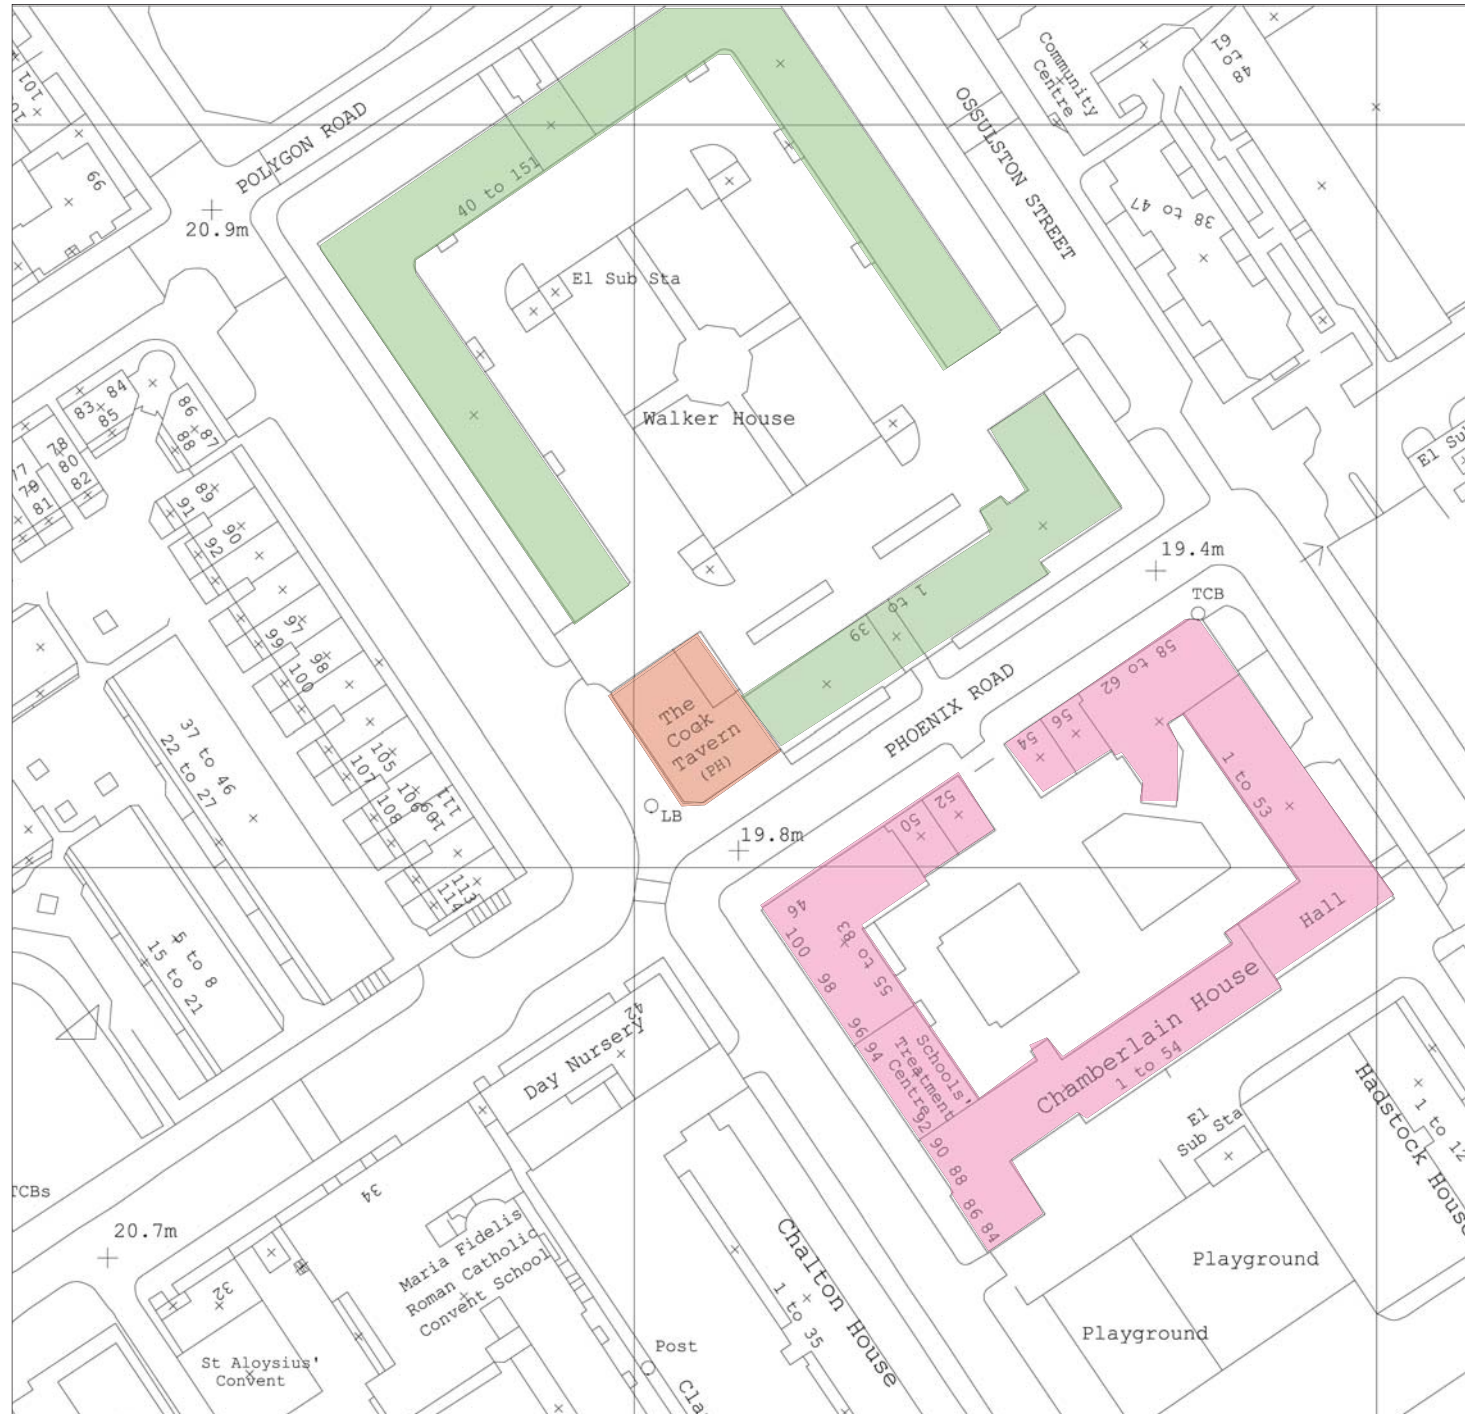 Community
Centre
61 to 48
OSSULSTON STREET
POLYGON ROAD
101
66
40 to 151
20.9m
El Sub Sta
38 to 47
Walker House
83
84
85
86
87
88
78
80
82
77
79
81
89
91
90
92
97
99
98
100
105
107
106
108
109
111
113
114
37 to 46
22 to 27
5 to 8
15 to 21
19.4m
TCB
1 to
39
PHOENIX ROAD
The
Cock
Tavern
(PH)
LB
19.8m
58 to 62
56
54
52
50
46
1 to 53
100
98
96
94
55 to 83
Schools'
Treatment
Centre
92
90
88
86
84
Hall
Chamberlain House
1 to 54
42
Day Nursery
El
Sub Sta
Hadstock House
1 to 12
TCBs
20.7m
34
32
Maria Fidelis
Roman Catholic
Convent School
St Aloysius'
Convent
Chalton House
1 to 35
Post
Playground
Playground